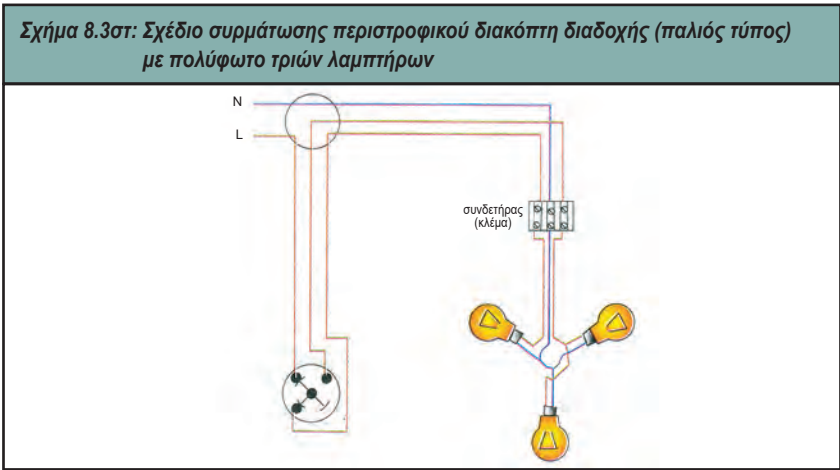 Σχήμα 8.3στ: Σχέδιο συρμάτωσης περιστροφικού διακόπτη διαδοχής (παλιός τύπος)
με πολύφωτο τριών λαμπτήρων
N
L
συνδετήρας
(κλέμα)